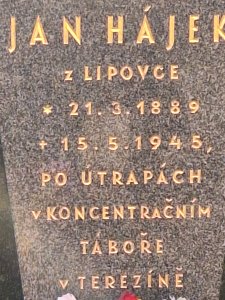 JAN HÁJEK
z LIPOVCE
* 21.3.1889
+ 15.5.1945,
PO ÚTRAPÁCH
v KONCENTRAČNÍM
TÁBOŘE
v TEREZÍNĚ